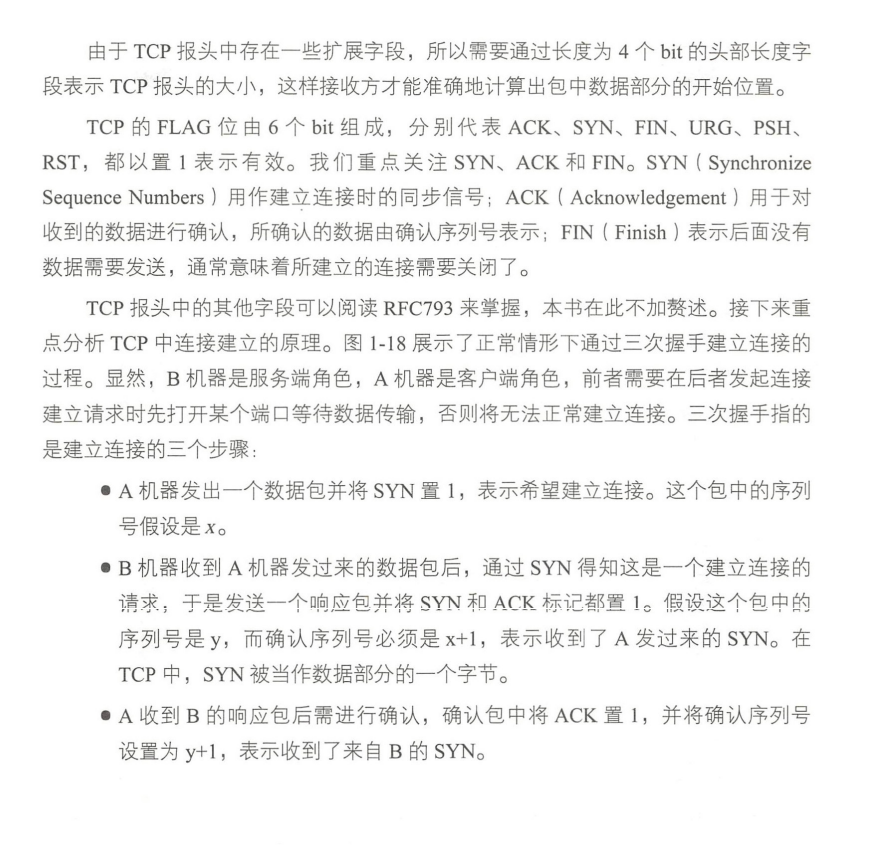 由于 TCP 报头中存在一些扩展字段，所以需要通过长度为 4 个 bit 的头部长度字
段表示 TCP 报头的大小，这样接收方才能准确地计算出包中数据部分的开始位置。
TCP 的 FLAG 位由 6 个 bit 组成，分别代表 ACK、SYN、FIN、URG、PSH、
RST，都以置 1 表示有效。我们重点关注 SYN、ACK 和 FIN。SYN（Synchronize
Sequence Numbers）用作建立连接时的同步信号；ACK（Acknowledgement）用于对
收到的数据进行确认，所确认的数据由确认序列号表示；FIN（Finish）表示后面没有
数据需要发送，通常意味着所建立的连接需要关闭了。
TCP 报头中的其他字段可以阅读 RFC793 来掌握，本书在此不加赘述。接下来重
点分析 TCP 中连接建立的原理。图 1-18 展示了正常情形下通过三次握手建立连接的
过程。显然，B 机器是服务端角色，A 机器是客户端角色，前者需要在后者发起连接
建立请求时先打开某个端口等待数据传输，否则将无法正常建立连接。三次握手指的
是建立连接的三个步骤：
● A 机器发出一个数据包并将 SYN 置 1，表示希望建立连接。这个包中的序列
号假设是 x。
● B 机器收到 A 机器发过来的数据包后，通过 SYN 得知这是一个建立连接的
请求，于是发送一个响应包并将 SYN 和 ACK 标记都置 1。假设这个包中的
序列号是 y，而确认序列号必须是 x+1，表示收到了 A 发过来的 SYN。在
TCP 中，SYN 被当作数据部分的一个字节。
● A 收到 B 的响应包后需进行确认，确认包中将 ACK 置 1，并将确认序列号
设置为 y+1，表示收到了来自 B 的 SYN。